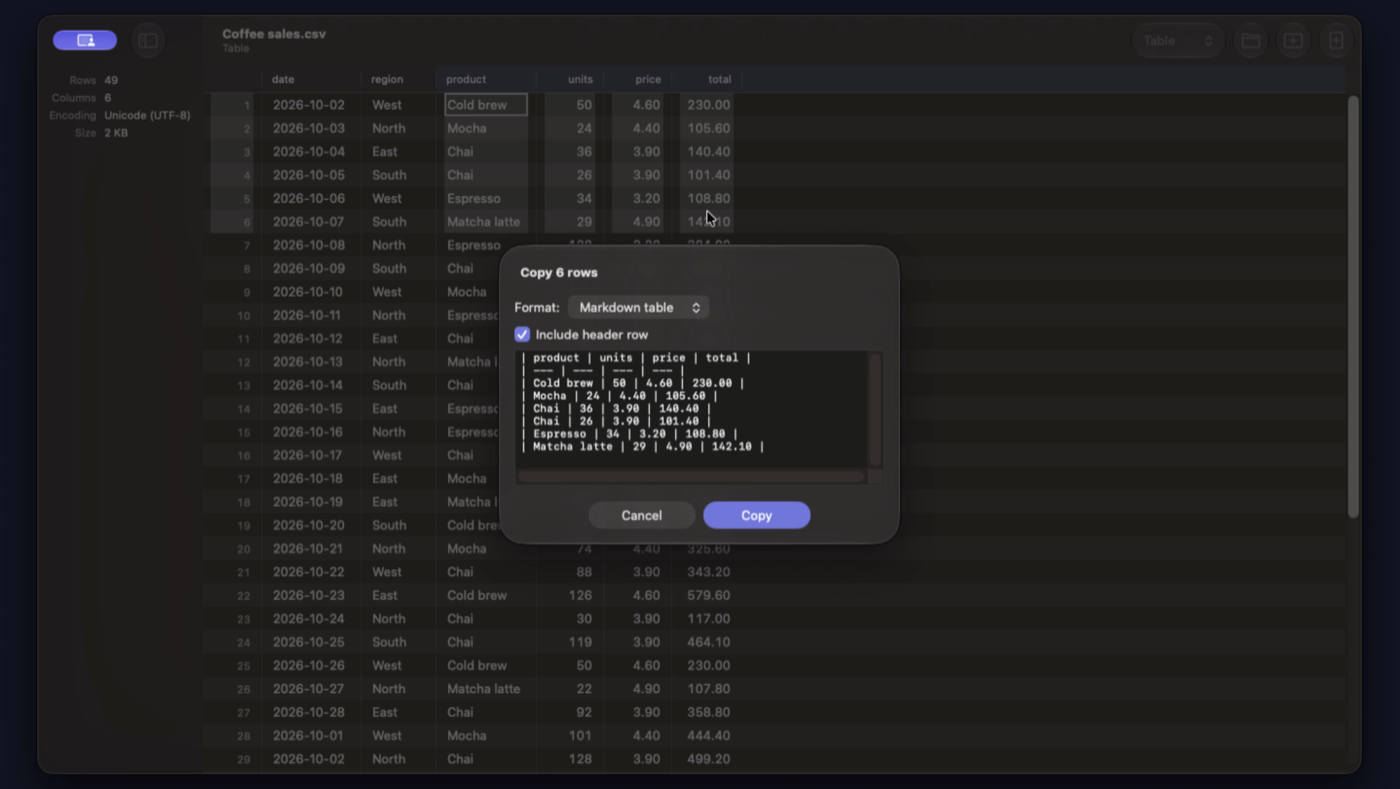 Coffee sales.csv
Table
Table
Rows 49
Columns 6
Encoding Unicode (UTF-8)
Size 2 KB
date region product units price total
1 2026-10-02 West Cold brew 50 4.60 230.00
2 2026-10-03 North Mocha 24 4.40 105.60
3 2026-10-04 East Chai 36 3.90 140.40
4 2026-10-05 South Chai 26 3.90 101.40
5 2026-10-06 West Espresso 34 3.20 108.80
6 2026-10-07 South Matcha latte 29 4.90
7 2026-10-08 North Espresso
8 2026-10-09 South Chai
9 2026-10-10 West Mocha
10 2026-10-11 North
11 2026-10-12 East Chai
12 2026-10-13 North Matcha
13 2026-10-14 South Chai
14 2026-10-15 East
15 2026-10-16 North
16 2026-10-17 West Chai
17 2026-10-18 East Mocha
18 2026-10-19 East Matcha
19 2026-10-20 South Cold
20 2026-10-21 North Mocha 74 4.40 325.60
21 2026-10-22 West Chai 88 3.90 343.20
22 2026-10-23 East Cold brew 126 4.60 579.60
23 2026-10-24 North Chai 30 3.90 117.00
24 2026-10-25 South Chai 119 3.90 464.10
25 2026-10-26 West Cold brew 50 4.60 230.00
26 2026-10-27 North Matcha latte 22 4.90 107.80
27 2026-10-28 East Chai 92 3.90 358.80
28 2026-10-01 West Mocha 101 4.40 444.40
29 2026-10-02 North Chai 128 3.90 499.20
Copy 6 rows
Format: Markdown table
Include header row
| product | units | price | total |
| --- | --- | --- | --- |
| Cold brew | 50 | 4.60 | 230.00 |
| Mocha | 24 | 4.40 | 105.60 |
| Chai | 36 | 3.90 | 140.40 |
| Chai | 26 | 3.90 | 101.40 |
| Espresso | 34 | 3.20 | 108.80 |
| Matcha latte | 29 | 4.90 | 142.10 |
Cancel Copy